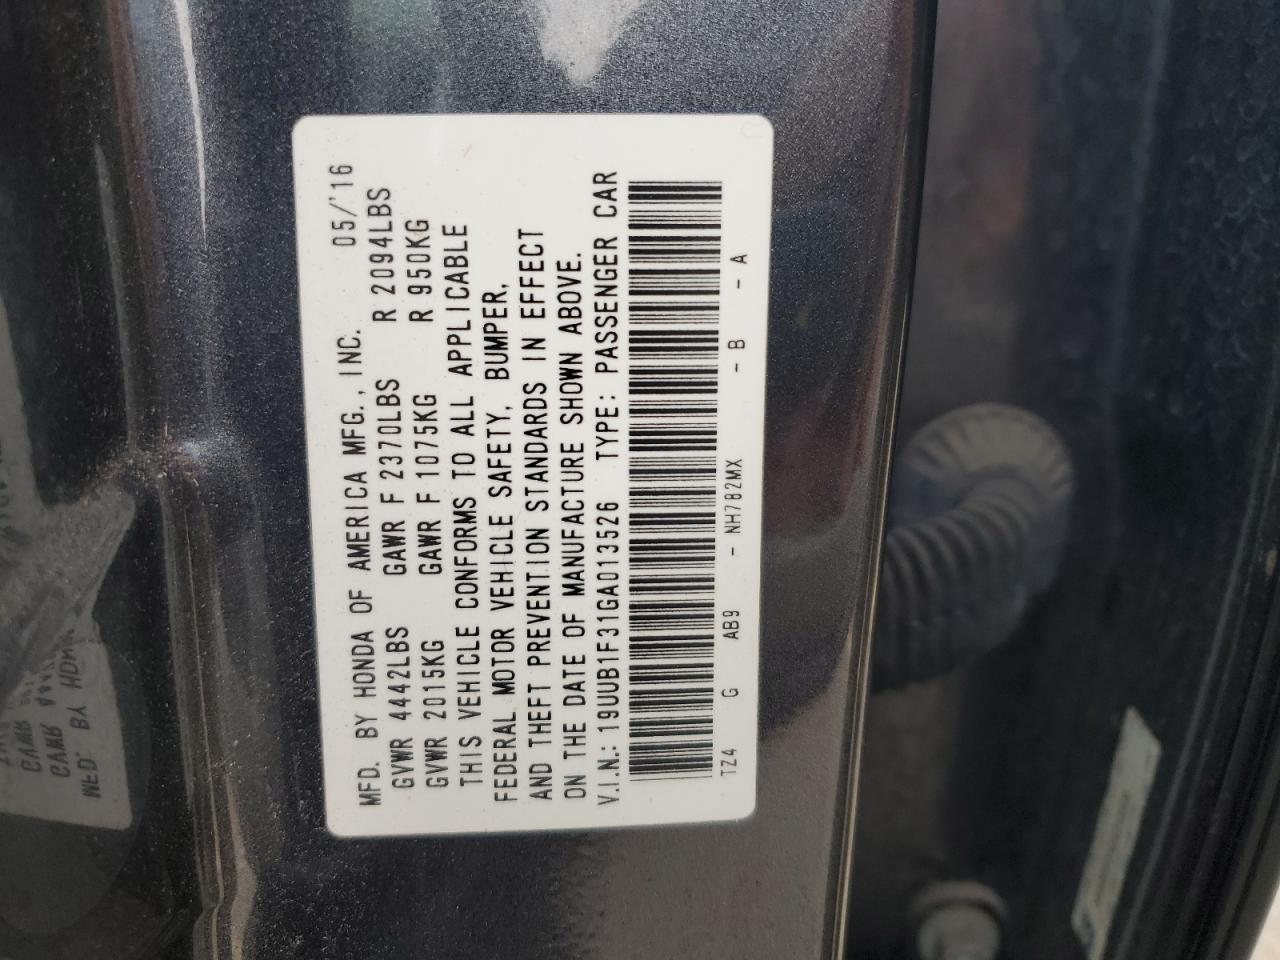 MFD. BY HONDA OF AMERICA MFG., INC. 05/'16
GVWR 4442LBS GAWR F 2370LBS R 2094LBS
GVWR 2015KG GAWR F 1075KG R 950KG
THIS VEHICLE CONFORMS TO ALL APPLICABLE
FEDERAL MOTOR VEHICLE SAFETY, BUMPER,
AND THEFT PREVENTION STANDARDS IN EFFECT
ON THE DATE OF MANUFACTURE SHOWN ABOVE.
V.I.N.: 19UUB1F31GA013526 TYPE: PASSENGER CAR
TZ4 G AB9 - NH782MX - B - A